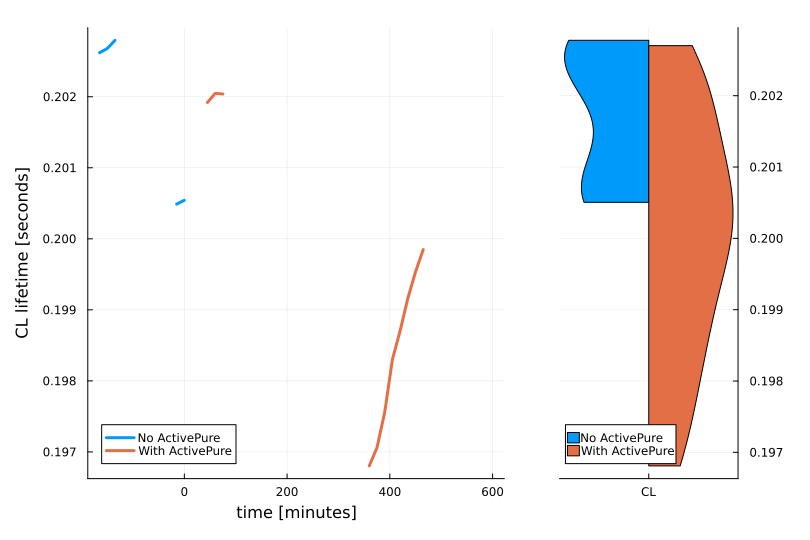 CL lifetime [seconds]
0.202
0.201
0.200
0.199
0.198
0.197
0
200
400
600
time [minutes]
No ActivePure
With ActivePure
0.202
0.201
0.200
0.199
0.198
0.197
CL
No ActivePure
With ActivePure